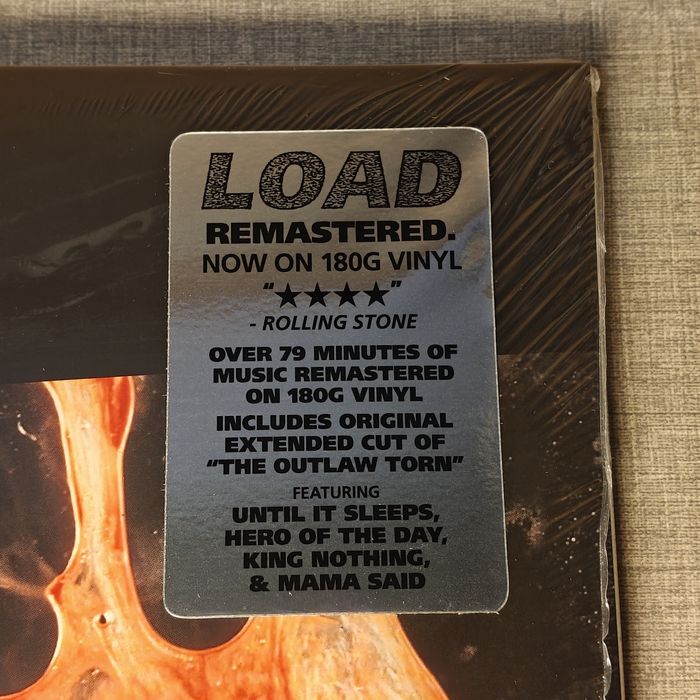 LOAD
REMASTERED.
NOW ON 180G VINYL
"★★★★"
- ROLLING STONE
OVER 79 MINUTES OF
MUSIC REMASTERED
ON 180G VINYL
INCLUDES ORIGINAL
EXTENDED CUT OF
"THE OUTLAW TORN"
FEATURING
UNTIL IT SLEEPS,
HERO OF THE DAY,
KING NOTHING,
& MAMA SAID